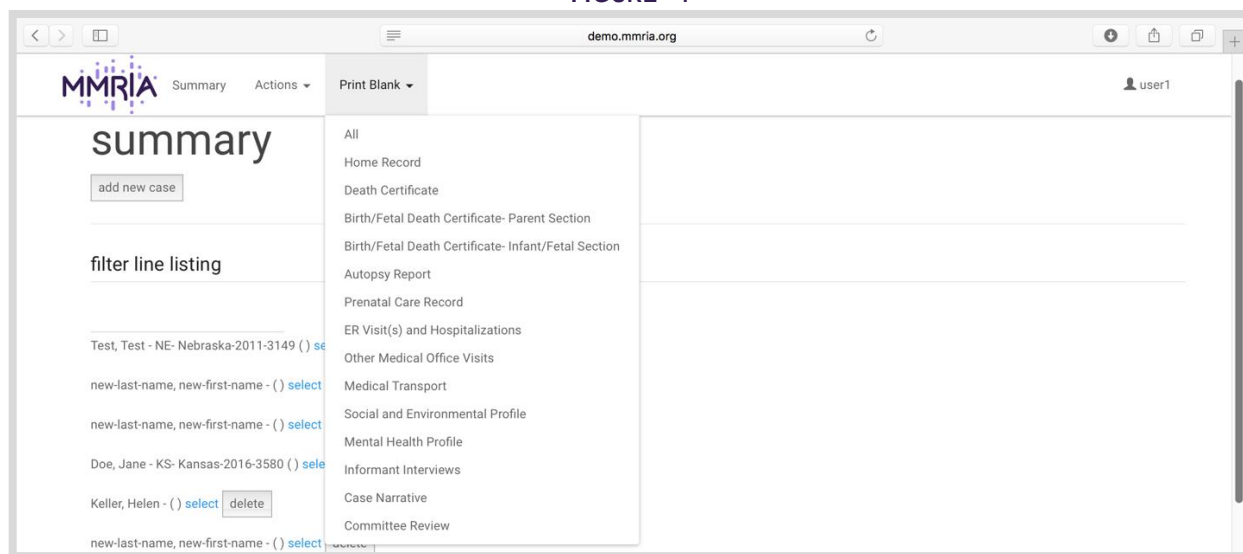 demo.mmria.org
MMRIA Summary Actions Print Blank user1
summary
add new case
filter line listing
All
Home Record
Death Certificate
Birth/Fetal Death Certificate- Parent Section
Birth/Fetal Death Certificate- Infant/Fetal Section
Autopsy Report
Prenatal Care Record
ER Visit(s) and Hospitalizations
Other Medical Office Visits
Medical Transport
Social and Environmental Profile
Mental Health Profile
Informant Interviews
Case Narrative
Committee Review
Test, Test - NE- Nebraska-2011-3149 ( )
new-last-name, new-first-name - ( ) select
new-last-name, new-first-name - ( ) select
Doe, Jane - KS- Kansas-2016-3580 ( )
Keller, Helen - ( ) select delete
new-last-name, new-first-name - ( ) select